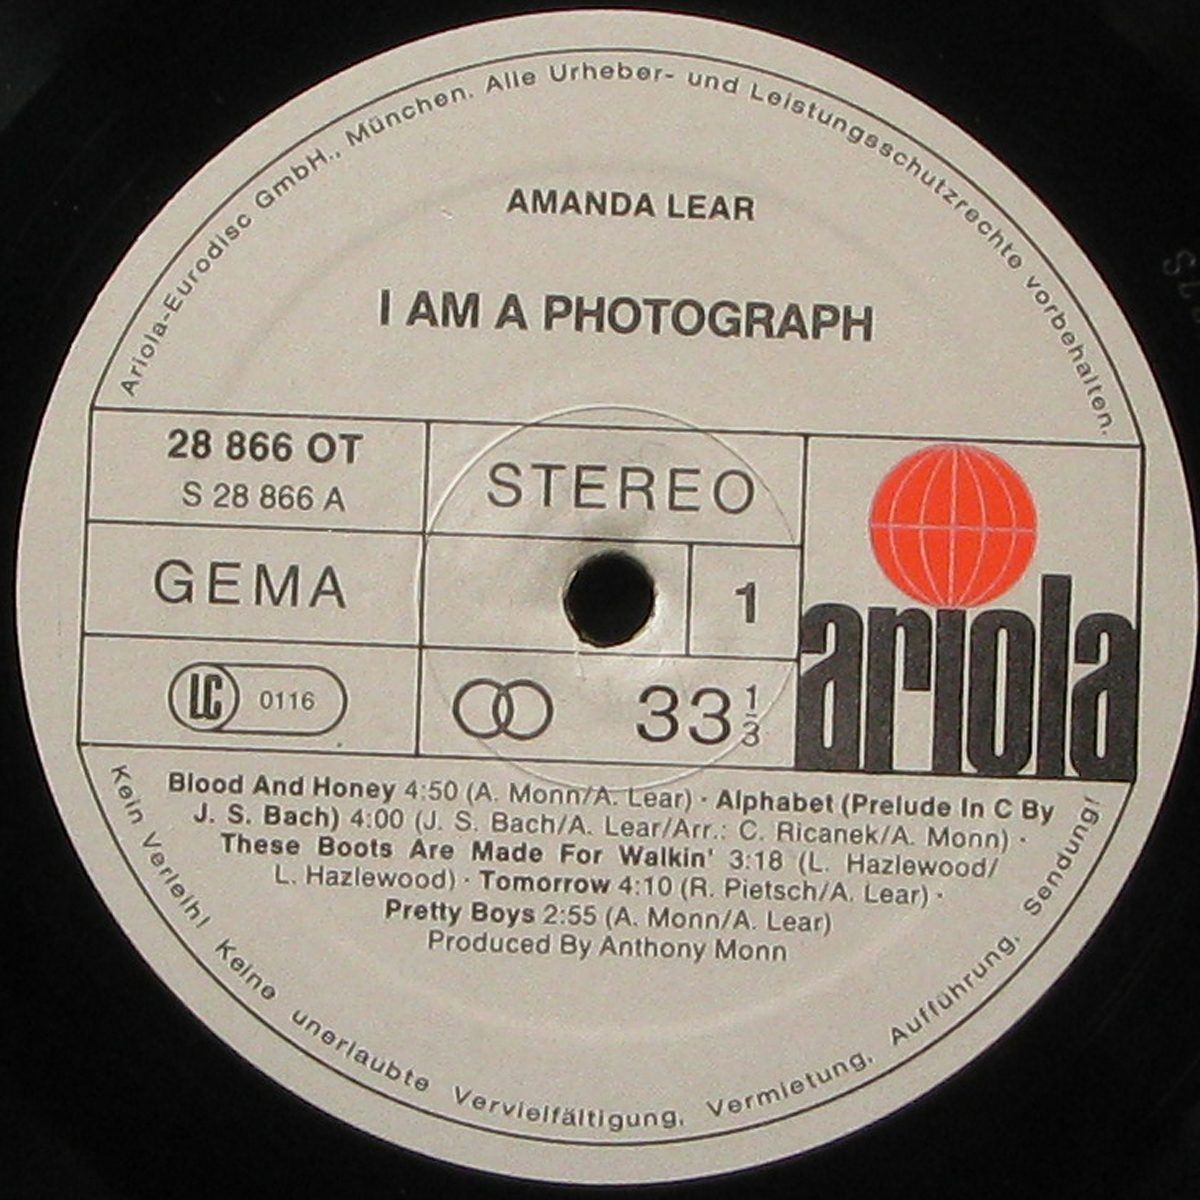 Ariola-Eurodisc GmbH., München. Alle Urheber- und Leistungsschutzrechte vorbehalten.
AMANDA LEAR
I AM A PHOTOGRAPH
28 866 OT
S 28 866 A
STEREO
GEMA
1
LC 0116
33 1/3
ariola
Blood And Honey 4:50 (A. Monn/A. Lear) · Alphabet (Prelude In C By
J. S. Bach) 4:00 (J. S. Bach/A. Lear/Arr.: C. Ricanek/A. Monn) ·
These Boots Are Made For Walkin' 3:18 (L. Hazlewood/
L. Hazlewood) · Tomorrow 4:10 (R. Pietsch/A. Lear) ·
Pretty Boys 2:55 (A. Monn/A. Lear)
Produced By Anthony Monn
Kein Verleih! Keine unerlaubte Vervielfältigung, Vermietung, Aufführung, Sendung!